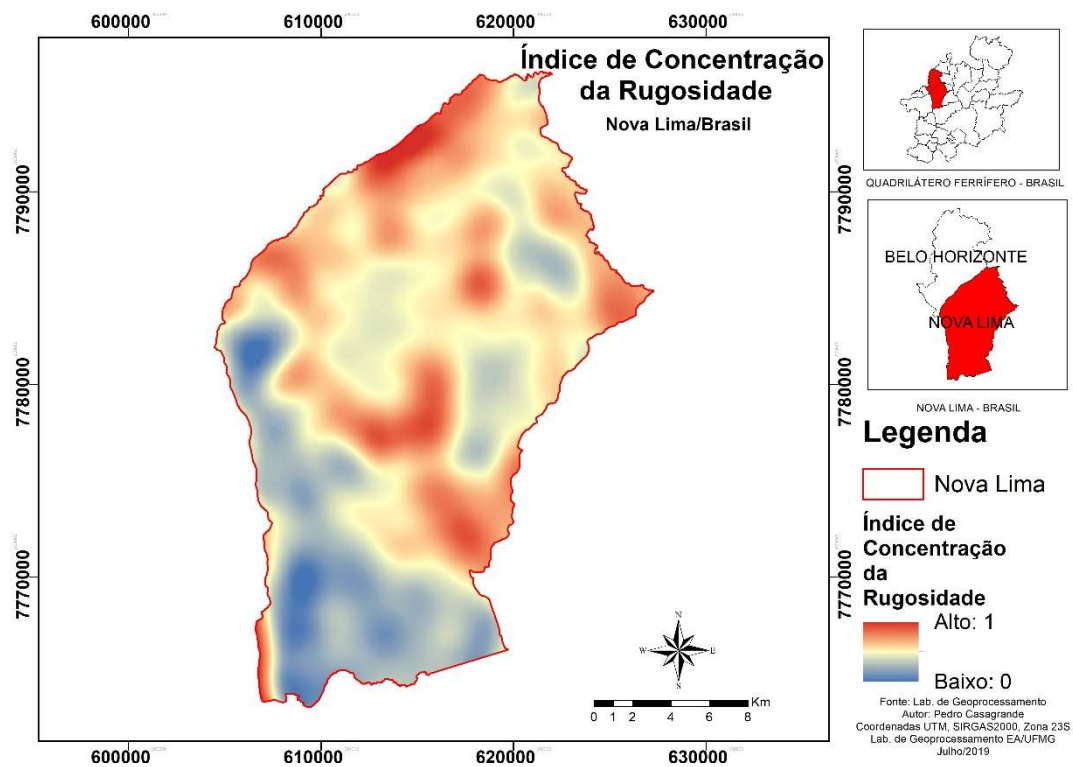 600000 610000 620000 630000
Índice de Concentração
da Rugosidade
Nova Lima/Brasil
7790000
7780000
7770000
7790000
7780000
7770000
N
W E
S
Km
0 1 2 4 6 8
600000 610000 620000 630000
QUADRILÁTERO FERRÍFERO - BRASIL
BELO HORIZONTE
NOVA LIMA
NOVA LIMA - BRASIL
Legenda
Nova Lima
Índice de
Concentração
da
Rugosidade
Alto: 1
Baixo: 0
Fonte: Lab. de Geoprocessamento
Autor: Pedro Casagrande
Coordenadas UTM, SIRGAS2000, Zona 23S
Lab. de Geoprocessamento EA/UFMG
Julho/2019